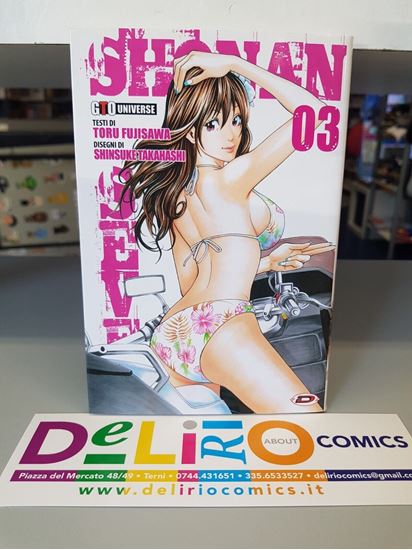 SHONAN
03
GTO UNIVERSE
TESTI DI
TORU FUJISAWA
DISEGNI DI
SHINSUKE TAKAHASHI
SEVE
D
DeLiRiO ABOUT COMICS
Piazza del Mercato 48/49 • Terni • 0744.431651 • 335.6533527 • deliriocomics@gmail.com
www.deliriocomics.it